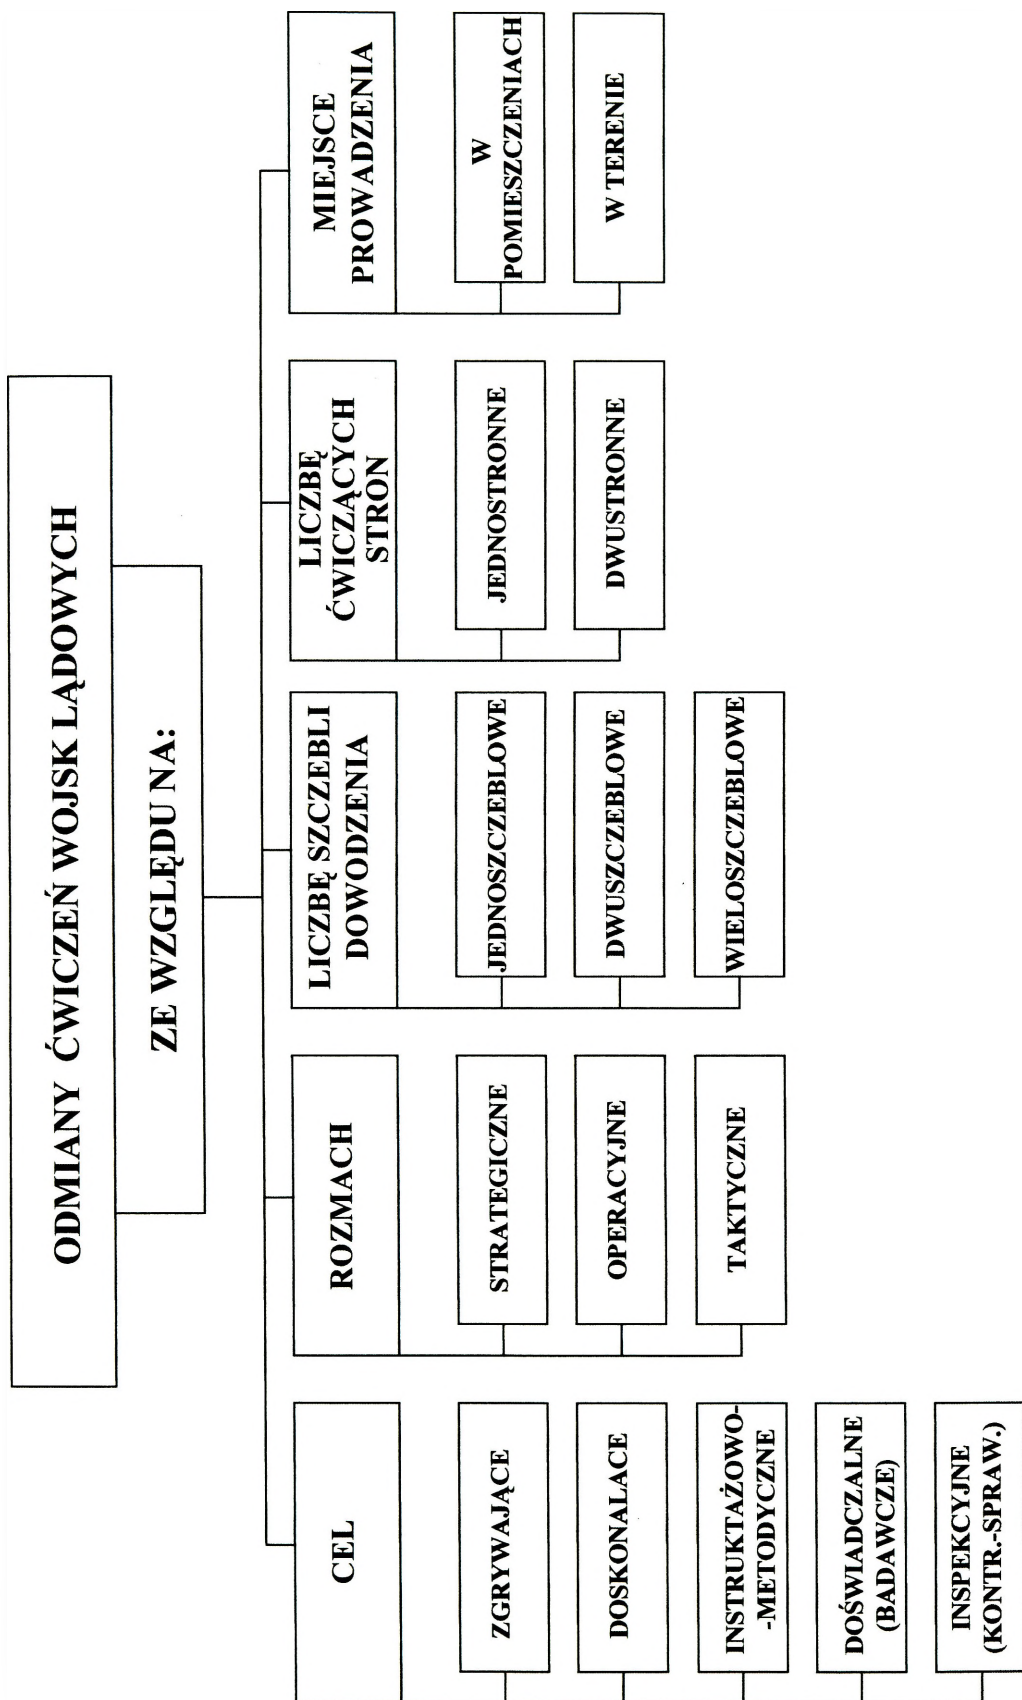 ODMIANY ĆWICZEŃ WOJSK LĄDOWYCH
ZE WZGLĘDU NA:
CEL
ZGRYWAJĄCE
DOSKONALACE
INSTRUKTAŻOWO-
-METODYCZNE
DOŚWIADCZALNE
(BADAWCZE)
INSPEKCYJNE
(KONTR.-SPRAW.)
ROZMACH
STRATEGICZNE
OPERACYJNE
TAKTYCZNE
LICZBĘ SZCZEBLI
DOWODZENIA
JEDNOSZCZEBLOWE
DWUSZCZEBLOWE
WIELOSZCZEBLOWE
LICZBĘ
ĆWICZĄCYCH
STRON
JEDNOSTRONNE
DWUSTRONNE
MIEJSCE
PROWADZENIA
W
POMIESZCZENIACH
W TERENIE